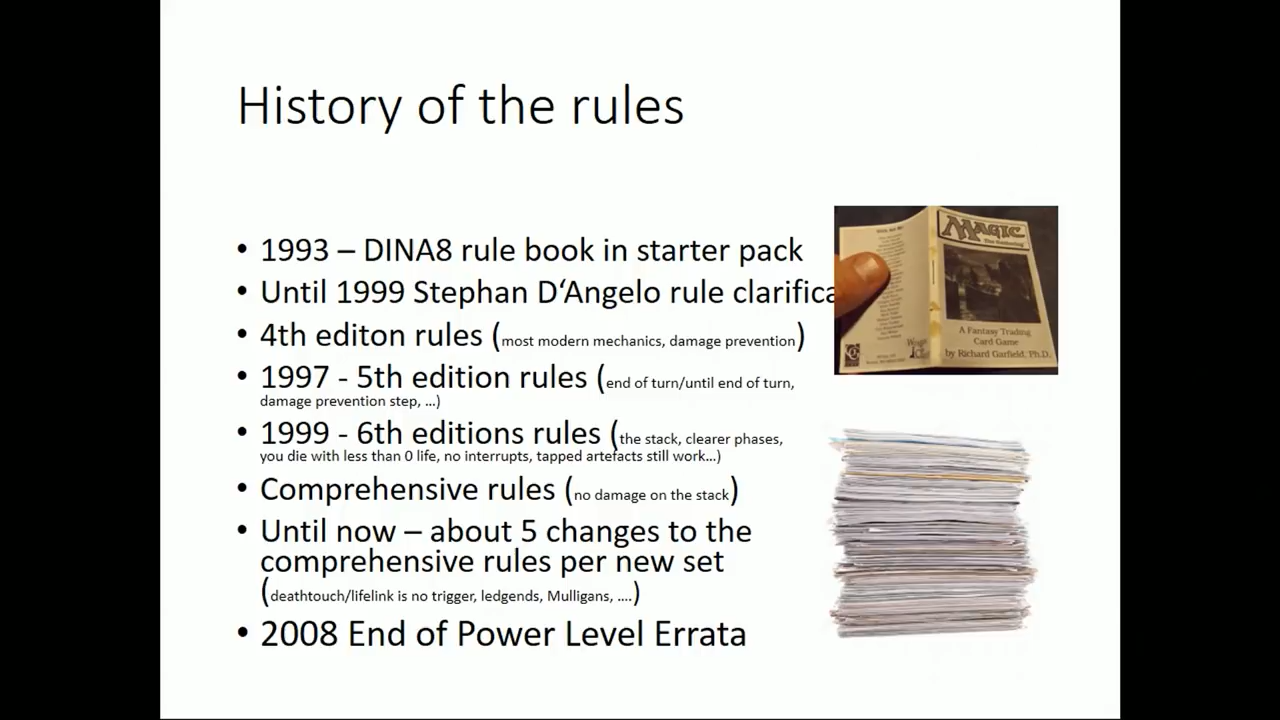 History of the rules
• 1993 – DINA8 rule book in starter pack
• Until 1999 Stephan D‘Angelo rule clarifica
• 4th editon rules (most modern mechanics, damage prevention)
• 1997 - 5th edition rules (end of turn/until end of turn,
damage prevention step, …)
• 1999 - 6th editions rules (the stack, clearer phases,
you die with less than 0 life, no interrupts, tapped artefacts still work…)
• Comprehensive rules (no damage on the stack)
• Until now – about 5 changes to the
comprehensive rules per new set
(deathtouch/lifelink is no trigger, ledgends, Mulligans, ….)
• 2008 End of Power Level Errata
MAGIC
The Gathering
A Fantasy Trading
Card Game
by Richard Garfield, Ph.D.